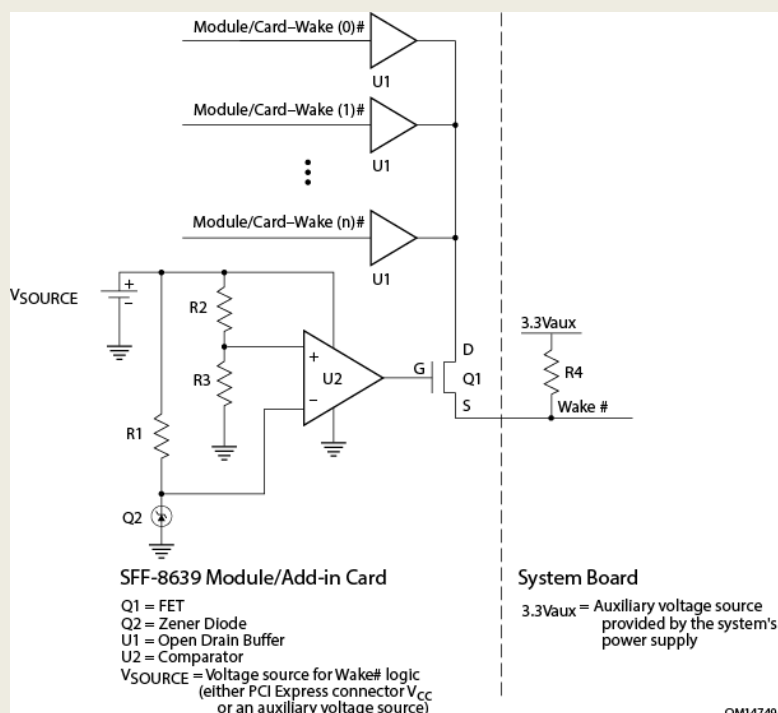 Module/Card–Wake (0)#
U1
Module/Card–Wake (1)#
U1
Module/Card–Wake (n)#
U1
VSOURCE
+
–
R2
R3
+
–
U2
G
D
Q1
S
3.3Vaux
R4
Wake #
R1
Q2
SFF-8639 Module/Add-in Card
Q1 = FET
Q2 = Zener Diode
U1 = Open Drain Buffer
U2 = Comparator
VSOURCE = Voltage source for Wake# logic
(either PCI Express connector VCC
or an auxiliary voltage source)
System Board
3.3Vaux = Auxiliary voltage source
provided by the system's
power supply
OM14749